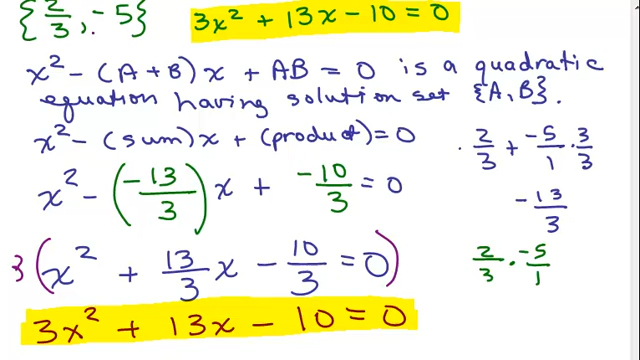 {2/3, -5} 3x² + 13x - 10 = 0
x² - (A + B)x + AB = 0 is a quadratic
equation having solution set {A, B}.
x² - (sum)x + (product) = 0
x² - (-13/3)x + -10/3 = 0
3(x² + 13/3 x - 10/3 = 0)
3x² + 13x - 10 = 0
2/3 + -5/1 · 3/3
-13/3
2/3 · -5/1